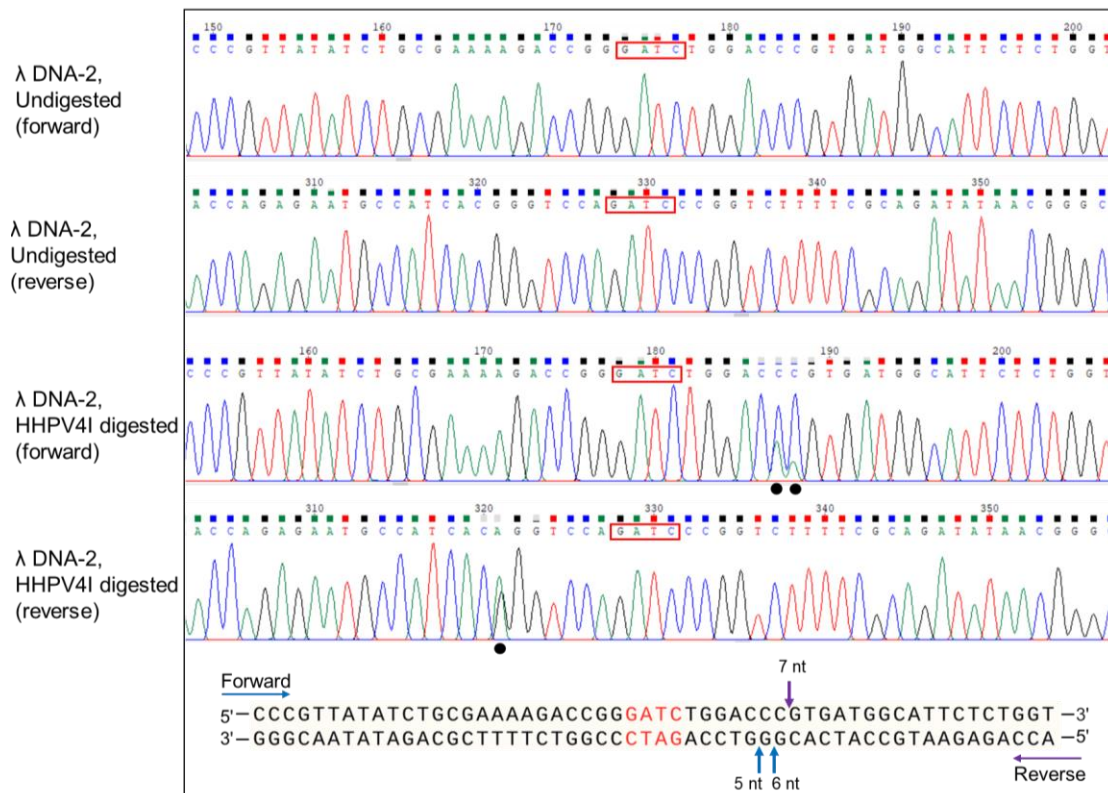 150 160 170 180 190 200
C C C G T T A T A T C T G C G A A A A G A C C G G G A T C T G G A C C C G T G A T G G C A T T C T C T G G T
λ DNA-2,
Undigested
(forward)
310 320 330 340 350
A C C A G A G A A T G C C A T C A C G G G T C C A G A T C C C G G T C T T T T C G C A G A T A T A A C G G G C
λ DNA-2,
Undigested
(reverse)
160 170 180 190 200
C C C G T T A T A T C T G C G A A A A G A C C G G G A T C T G G A C C C G T G A T G G C A T T C T C T G G T
λ DNA-2,
HHPV4I digested
(forward)
310 320 330 340 350
A C C A G A G A A T G C C A T C A C A G G T C C A G A T C C C G G T C T T T T C G C A G A T A T A A C G G G
λ DNA-2,
HHPV4I digested
(reverse)
7 nt
Forward
5'–CCCGTTATATCTGCGAAAAGACCGGGATCTGGACCCGTGATGGCATTCTCTGGT–3'
3'–GGGCAATATAGACGCTTTTCTGGCCCTAGACCTGGGCACTACCGTAAGAGACCA–5'
5 nt 6 nt Reverse